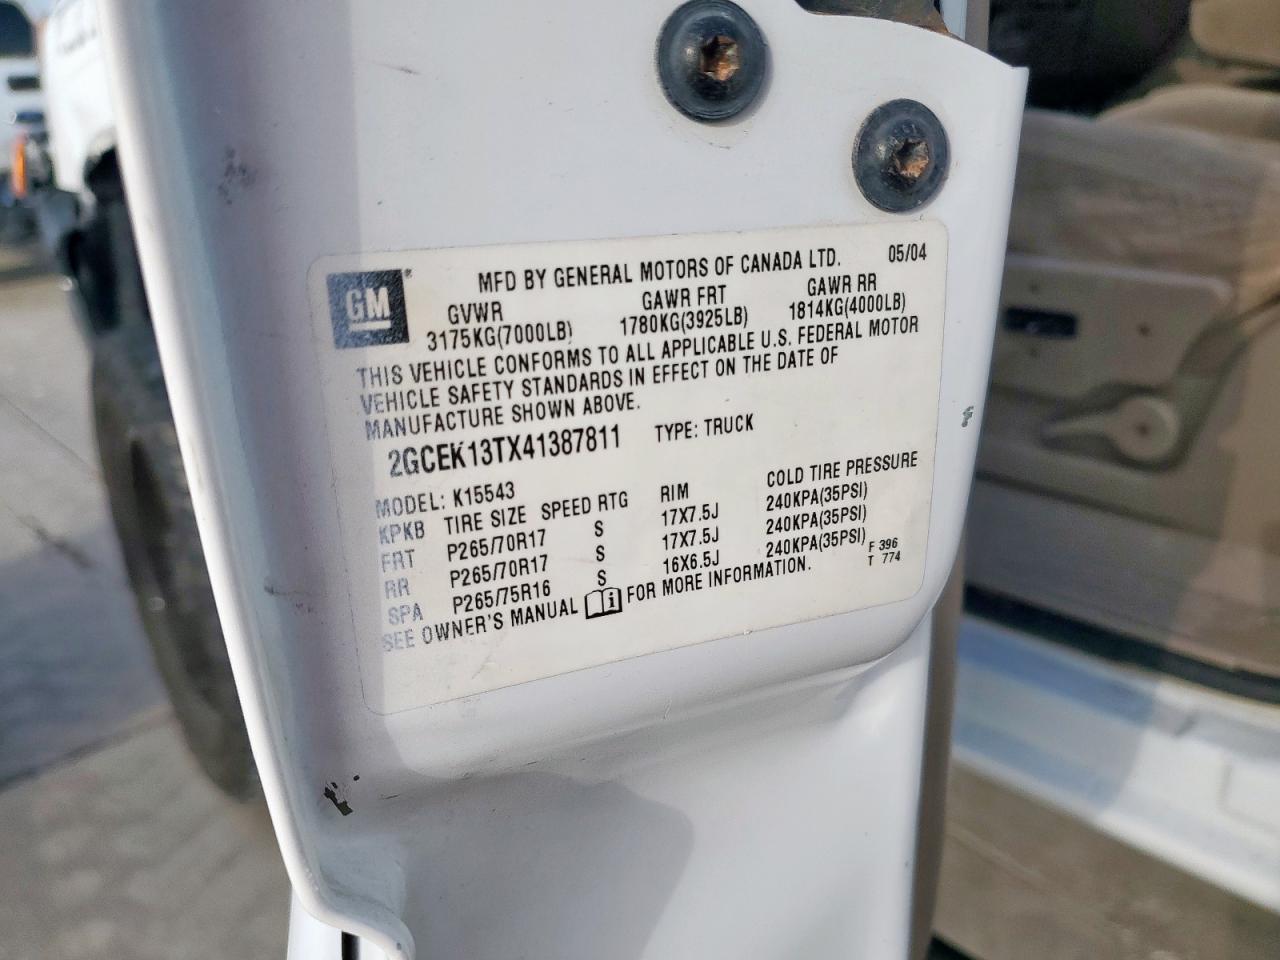 GM
MFD BY GENERAL MOTORS OF CANADA LTD. 05/04
GVWR GAWR FRT GAWR RR
3175KG(7000LB) 1780KG(3925LB) 1814KG(4000LB)
THIS VEHICLE CONFORMS TO ALL APPLICABLE U.S. FEDERAL MOTOR
VEHICLE SAFETY STANDARDS IN EFFECT ON THE DATE OF
MANUFACTURE SHOWN ABOVE.
2GCEK13TX41387811 TYPE: TRUCK
MODEL: K15543
KPKB TIRE SIZE SPEED RTG RIM COLD TIRE PRESSURE
FRT P265/70R17 S 17X7.5J 240KPA(35PSI)
RR P265/70R17 S 17X7.5J 240KPA(35PSI)
SPA P265/75R16 S 16X6.5J 240KPA(35PSI)
SEE OWNER'S MANUAL FOR MORE INFORMATION.
F 396
T 774